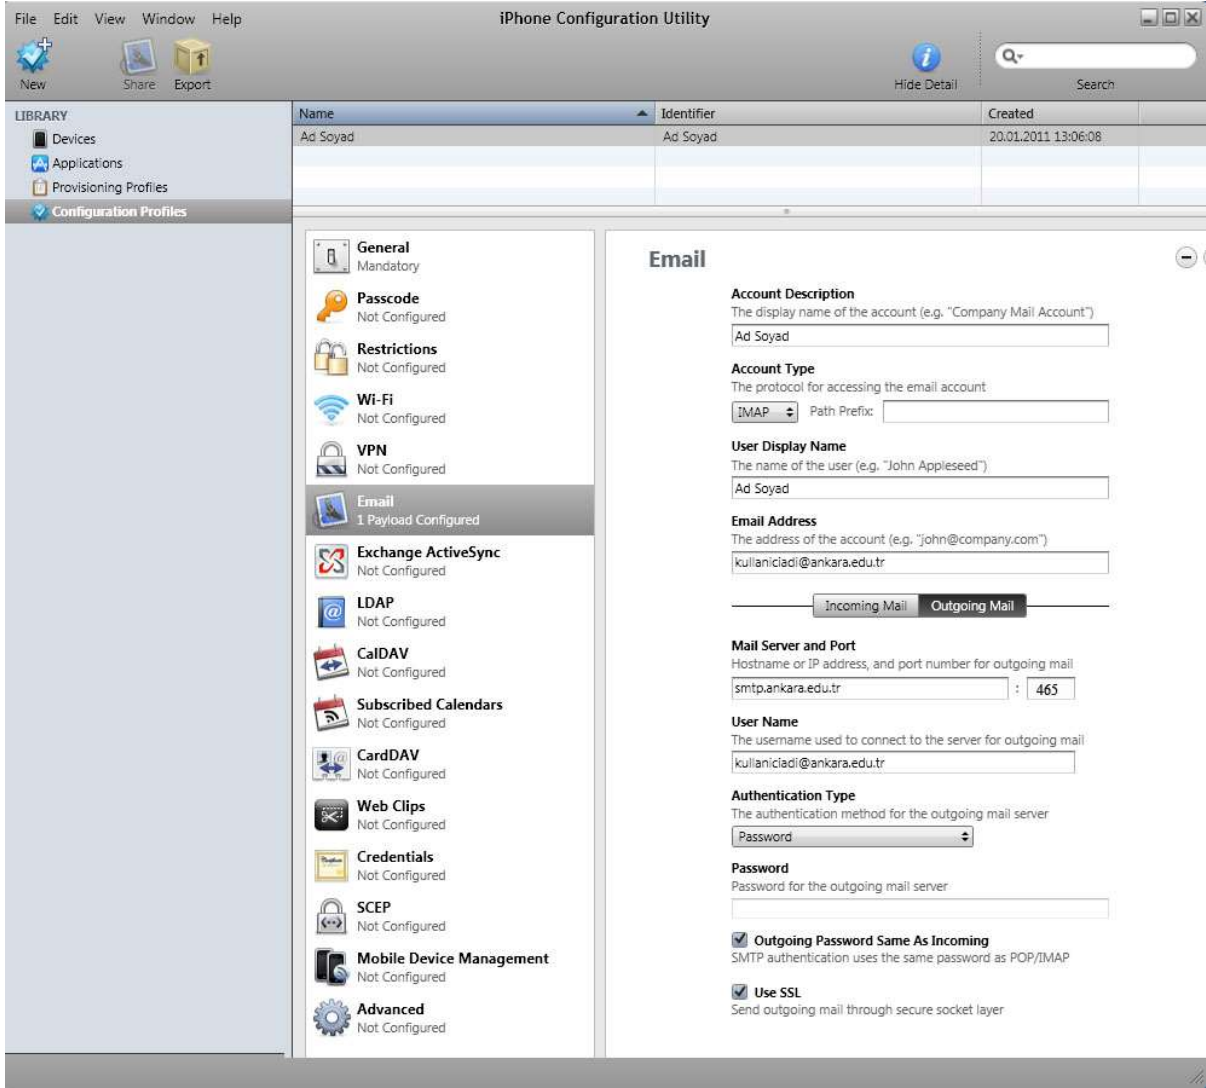 File Edit View Window Help
iPhone Configuration Utility
New
Share
Export
Hide Detail
Search
LIBRARY
Devices
Applications
Provisioning Profiles
Configuration Profiles
Name Identifier Created
Ad Soyad Ad Soyad 20.01.2011 13:06:08
General
Mandatory
Passcode
Not Configured
Restrictions
Not Configured
Wi-Fi
Not Configured
VPN
Not Configured
Email
1 Payload Configured
Exchange ActiveSync
Not Configured
LDAP
Not Configured
CalDAV
Not Configured
Subscribed Calendars
Not Configured
CardDAV
Not Configured
Web Clips
Not Configured
Credentials
Not Configured
SCEP
Not Configured
Mobile Device Management
Not Configured
Advanced
Not Configured
Email
Account Description
The display name of the account (e.g. "Company Mail Account")
Ad Soyad
Account Type
The protocol for accessing the email account
IMAP Path Prefix:
User Display Name
The name of the user (e.g. "John Appleseed")
Ad Soyad
Email Address
The address of the account (e.g. "john@company.com")
kullaniciadi@ankara.edu.tr
Incoming Mail Outgoing Mail
Mail Server and Port
Hostname or IP address, and port number for outgoing mail
smtp.ankara.edu.tr : 465
User Name
The username used to connect to the server for outgoing mail
kullaniciadi@ankara.edu.tr
Authentication Type
The authentication method for the outgoing mail server
Password
Password
Password for the outgoing mail server
Outgoing Password Same As Incoming
SMTP authentication uses the same password as POP/IMAP
Use SSL
Send outgoing mail through secure socket layer